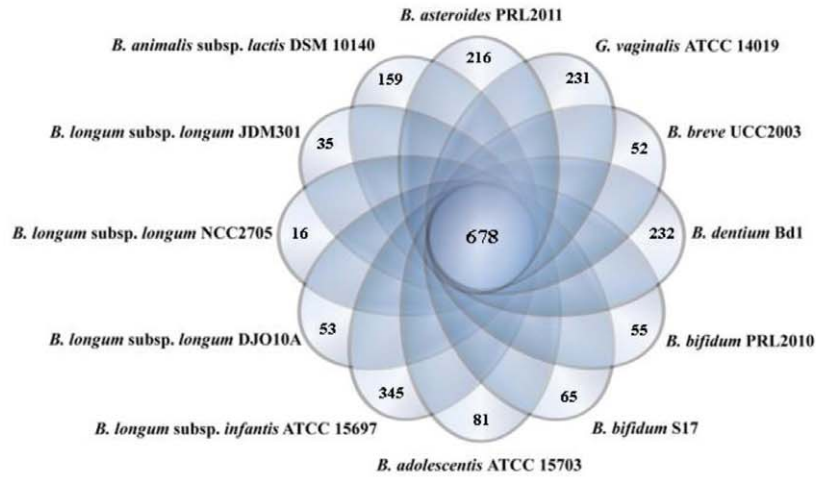 B. asteroides PRL2011
B. animalis subsp. lactis DSM 10140
G. vaginalis ATCC 14019
216
159
231
B. longum subsp. longum JDM301
35
52
B. breve UCC2003
B. longum subsp. longum NCC2705
16
678
232
B. dentium Bd1
B. longum subsp. longum DJO10A
53
55
B. bifidum PRL2010
345
65
81
B. longum subsp. infantis ATCC 15697
B. bifidum S17
B. adolescentis ATCC 15703